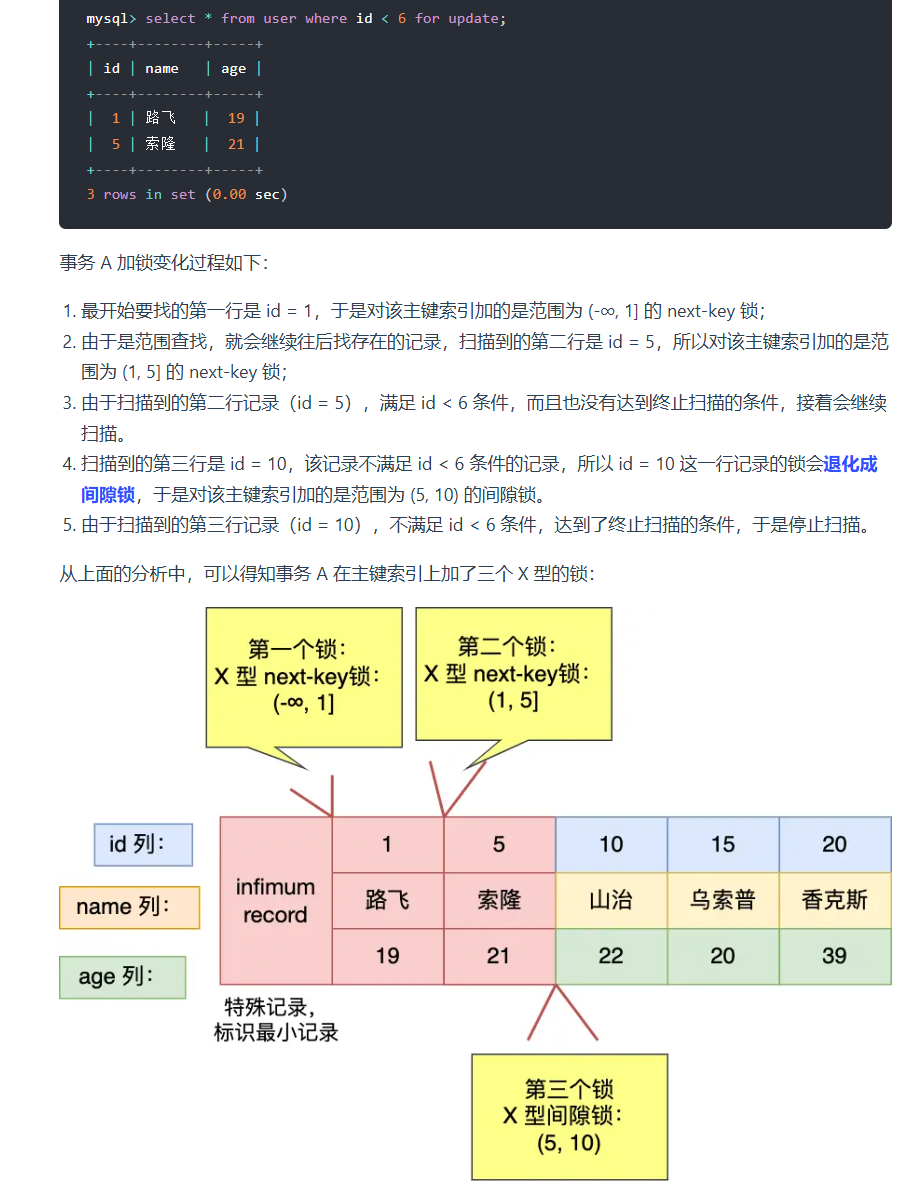 mysql> select * from user where id < 6 for update;
+----+--------+-----+
| id | name   | age |
+----+--------+-----+
|  1 | 路飞   |  19 |
|  5 | 索隆   |  21 |
+----+--------+-----+
3 rows in set (0.00 sec)
事务 A 加锁变化过程如下：
1. 最开始要找的第一行是 id = 1，于是对该主键索引加的是范围为 (-∞, 1] 的 next-key 锁；
2. 由于是范围查找，就会继续往后找存在的记录，扫描到的第二行是 id = 5，所以对该主键索引加的是范
围为 (1, 5] 的 next-key 锁；
3. 由于扫描到的第二行记录（id = 5），满足 id < 6 条件，而且也没有达到终止扫描的条件，接着会继续
扫描。
4. 扫描到的第三行是 id = 10，该记录不满足 id < 6 条件的记录，所以 id = 10 这一行记录的锁会退化成
间隙锁，于是对该主键索引加的是范围为 (5, 10) 的间隙锁。
5. 由于扫描到的第三行记录（id = 10），不满足 id < 6 条件，达到了终止扫描的条件，于是停止扫描。
从上面的分析中，可以得知事务 A 在主键索引上加了三个 X 型的锁：
第一个锁：
X 型 next-key锁：
(-∞, 1]
第二个锁：
X 型 next-key锁：
(1, 5]
id 列：
1
5
10
15
20
name 列：
infimum
record
路飞
索隆
山治
乌索普
香克斯
age 列：
19
21
22
20
39
特殊记录，
标识最小记录
第三个锁
X 型间隙锁：
(5, 10)